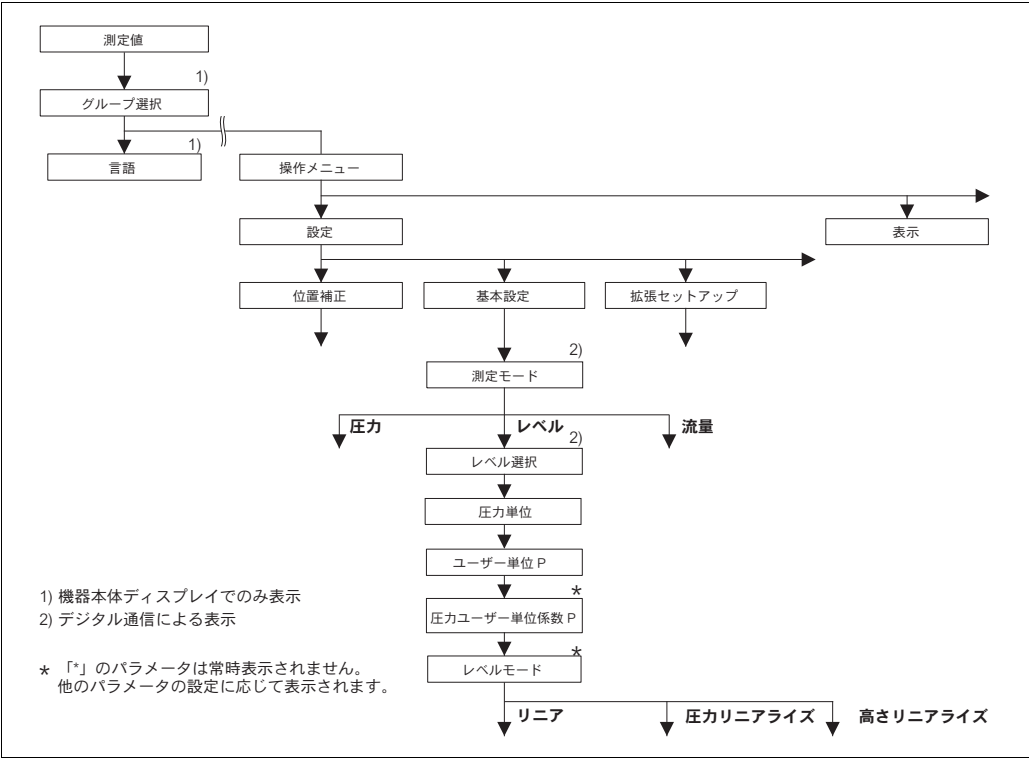 測定値
1)
グループ選択
1)
言語
操作メニュー
設定
表示
位置補正
基本設定
拡張セットアップ
2)
測定モード
圧力
レベル
流量
2)
レベル選択
圧力単位
ユーザー単位 P
*
圧力ユーザー単位係数 P
*
レベルモード
リニア
圧力リニアライズ
高さリニアライズ
1) 機器本体ディスプレイでのみ表示
2) デジタル通信による表示
* 「*」のパラメータは常時表示されません。
他のパラメータの設定に応じて表示されます。